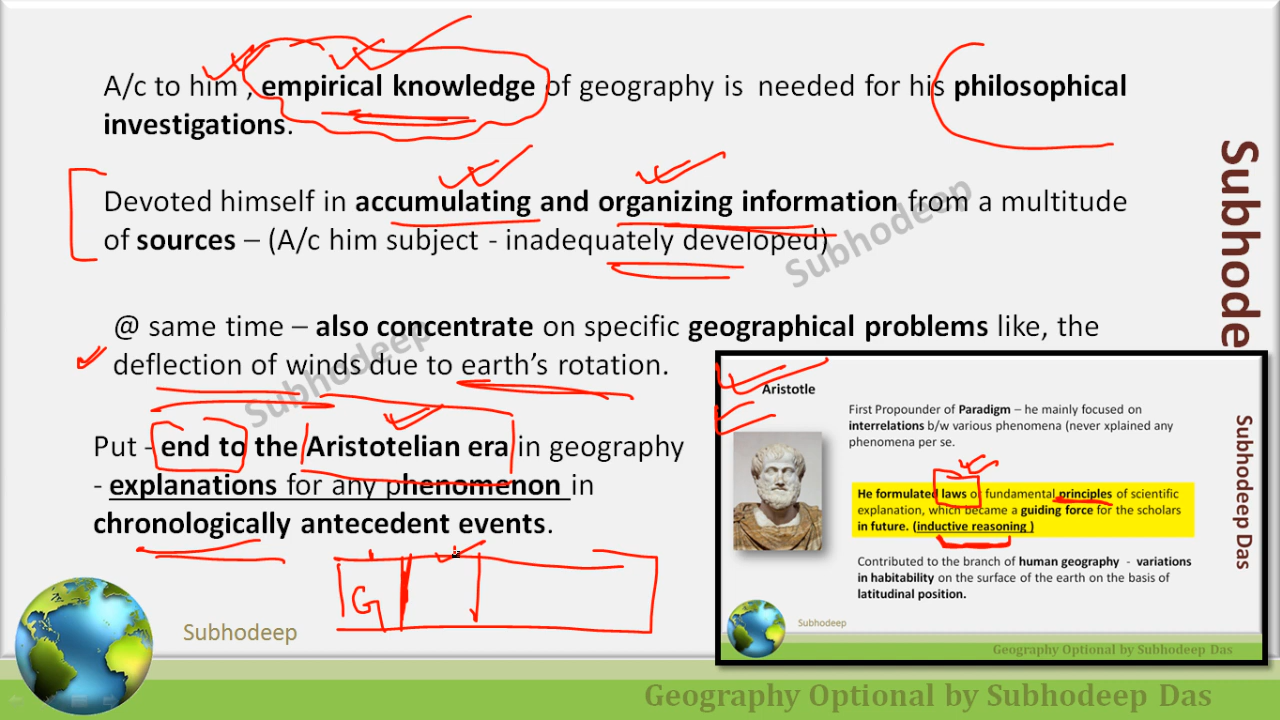 A/c to him , empirical knowledge of geography is needed for his philosophical
investigations.
Devoted himself in accumulating and organizing information from a multitude
of sources – (A/c him subject - inadequately developed)
@ same time – also concentrate on specific geographical problems like, the
deflection of winds due to earth's rotation.
Put - end to the Aristotelian era in geography
- explanations for any phenomenon in
chronologically antecedent events.
G
Subhodeep
Subhodeep
Subhodeep
Subhode
Aristotle
First Propounder of Paradigm – he mainly focused on
interrelations b/w various phenomena (never xplained any
phenomena per se.
He formulated laws or fundamental principles of scientific
explanation, which became a guiding force for the scholars
in future. (inductive reasoning )
Contributed to the branch of human geography - variations
in habitability on the surface of the earth on the basis of
latitudinal position.
Subhodeep
Subhodeep Das
Geography Optional by Subhodeep Das
Geography Optional by Subhodeep Das